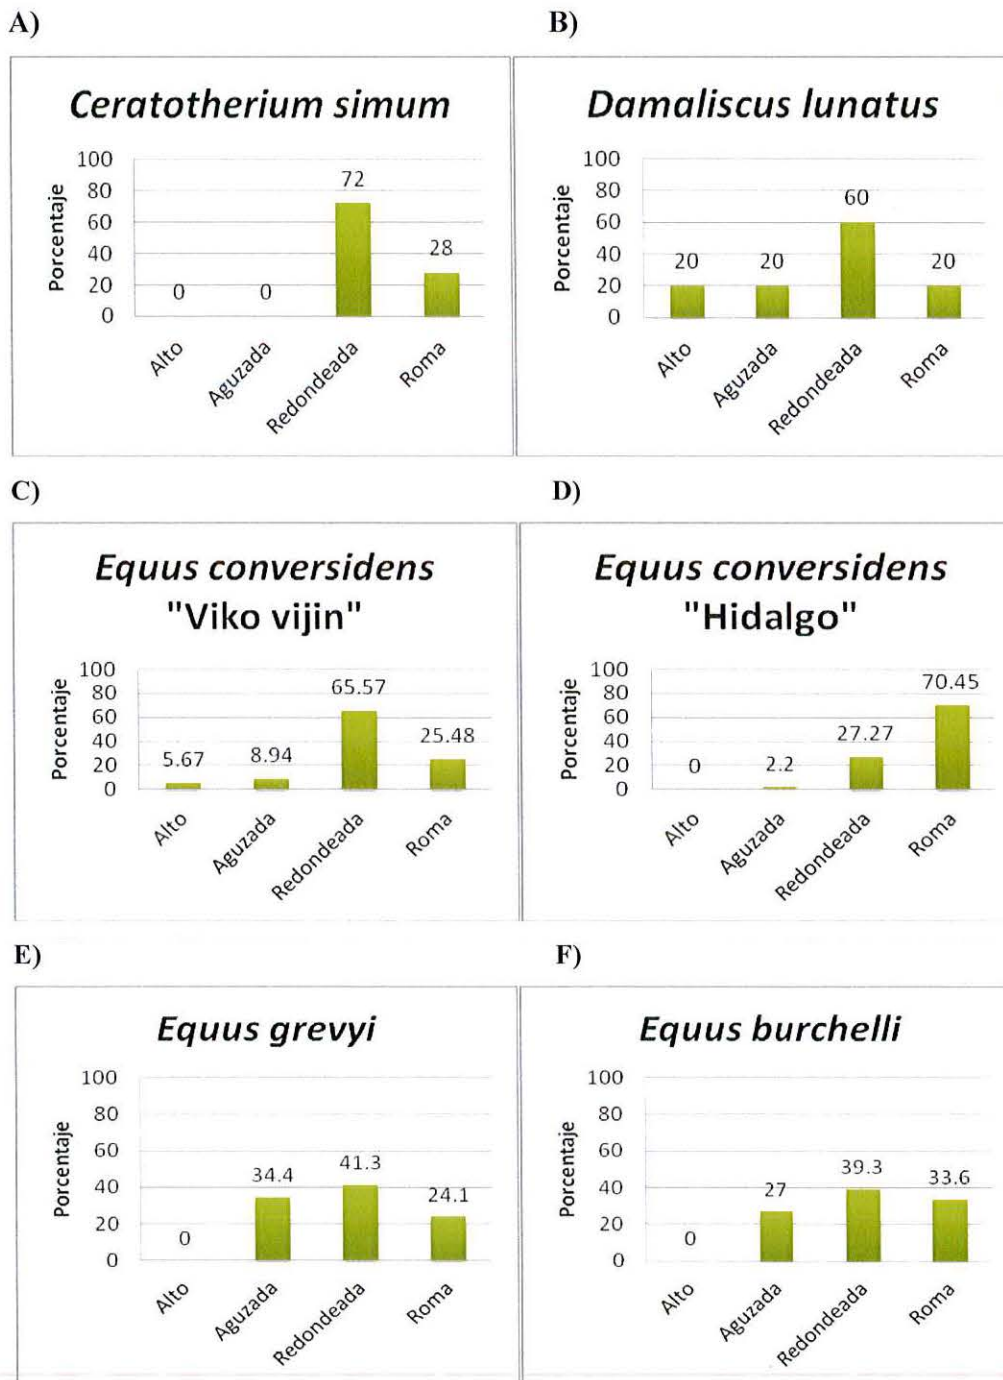 A)
Ceratotherium simum
Porcentaje
100
80
60
40
20
0
0
0
72
28
Alto
Aguzada
Redondeada
Roma
B)
Damaliscus lunatus
Porcentaje
100
80
60
40
20
0
20
20
60
20
Alto
Aguzada
Redondeada
Roma
C)
Equus conversidens
"Viko vijin"
Porcentaje
100
80
60
40
20
0
5.67
8.94
65.57
25.48
Alto
Aguzada
Redondeada
Roma
D)
Equus conversidens
"Hidalgo"
Porcentaje
100
80
60
40
20
0
0
2.2
27.27
70.45
Alto
Aguzada
Redondeada
Roma
E)
Equus grevyi
Porcentaje
100
80
60
40
20
0
0
34.4
41.3
24.1
Alto
Aguzada
Redondeada
Roma
F)
Equus burchelli
Porcentaje
100
80
60
40
20
0
0
27
39.3
33.6
Alto
Aguzada
Redondeada
Roma